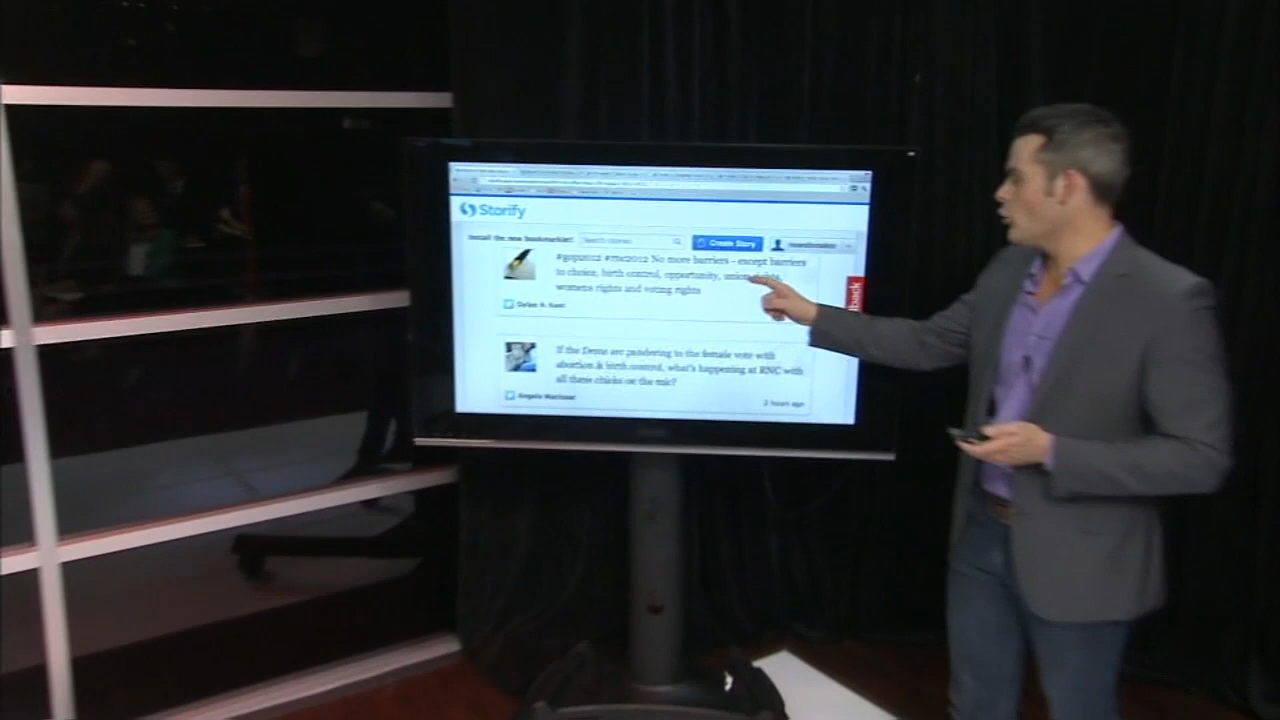 Storify
Install the new bookmarklet!
Search stories
Create Story
#gop2012 #rnc2012 No more barriers - except barriers
to choice, birth control, opportunity, union rights,
womens rights and voting rights
If the Dems are pandering to the female vote with
abortion & birth control, what's happening at RNC with
all these chicks on the mic?
Angela
2 hours ago